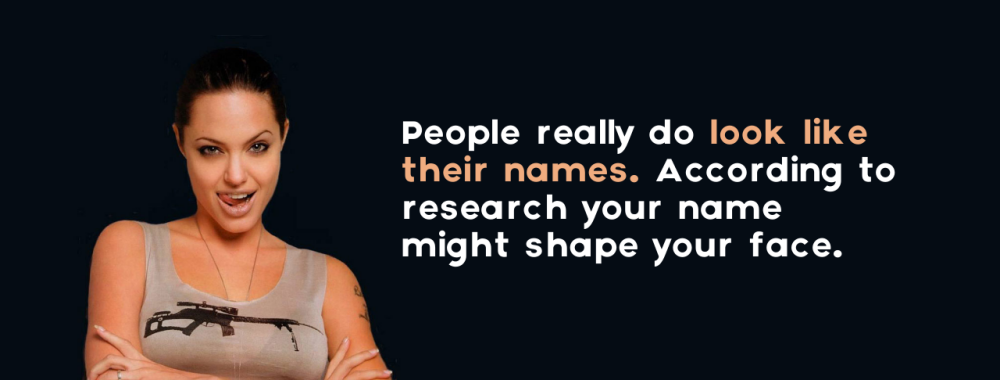 People really do look like
their names. According to
research your name
might shape your face.